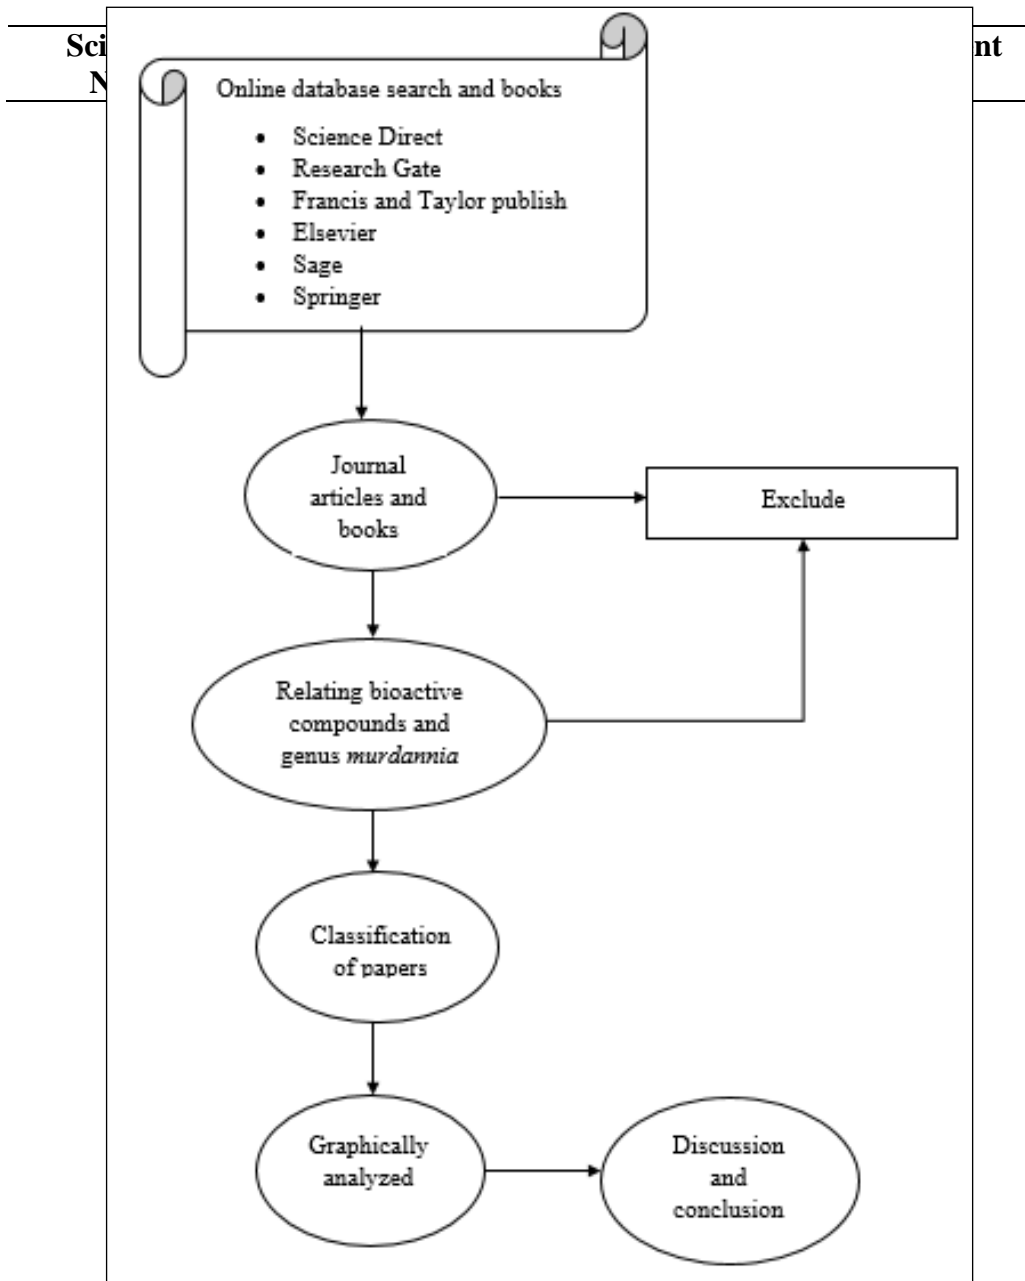 Online database search and books
• Science Direct
• Research Gate
• Francis and Taylor publish
• Elsevier
• Sage
• Springer
Journal
articles and
books
Exclude
Relating bioactive
compounds and
genus murdannia
Classification
of papers
Graphically
analyzed
Discussion
and
conclusion